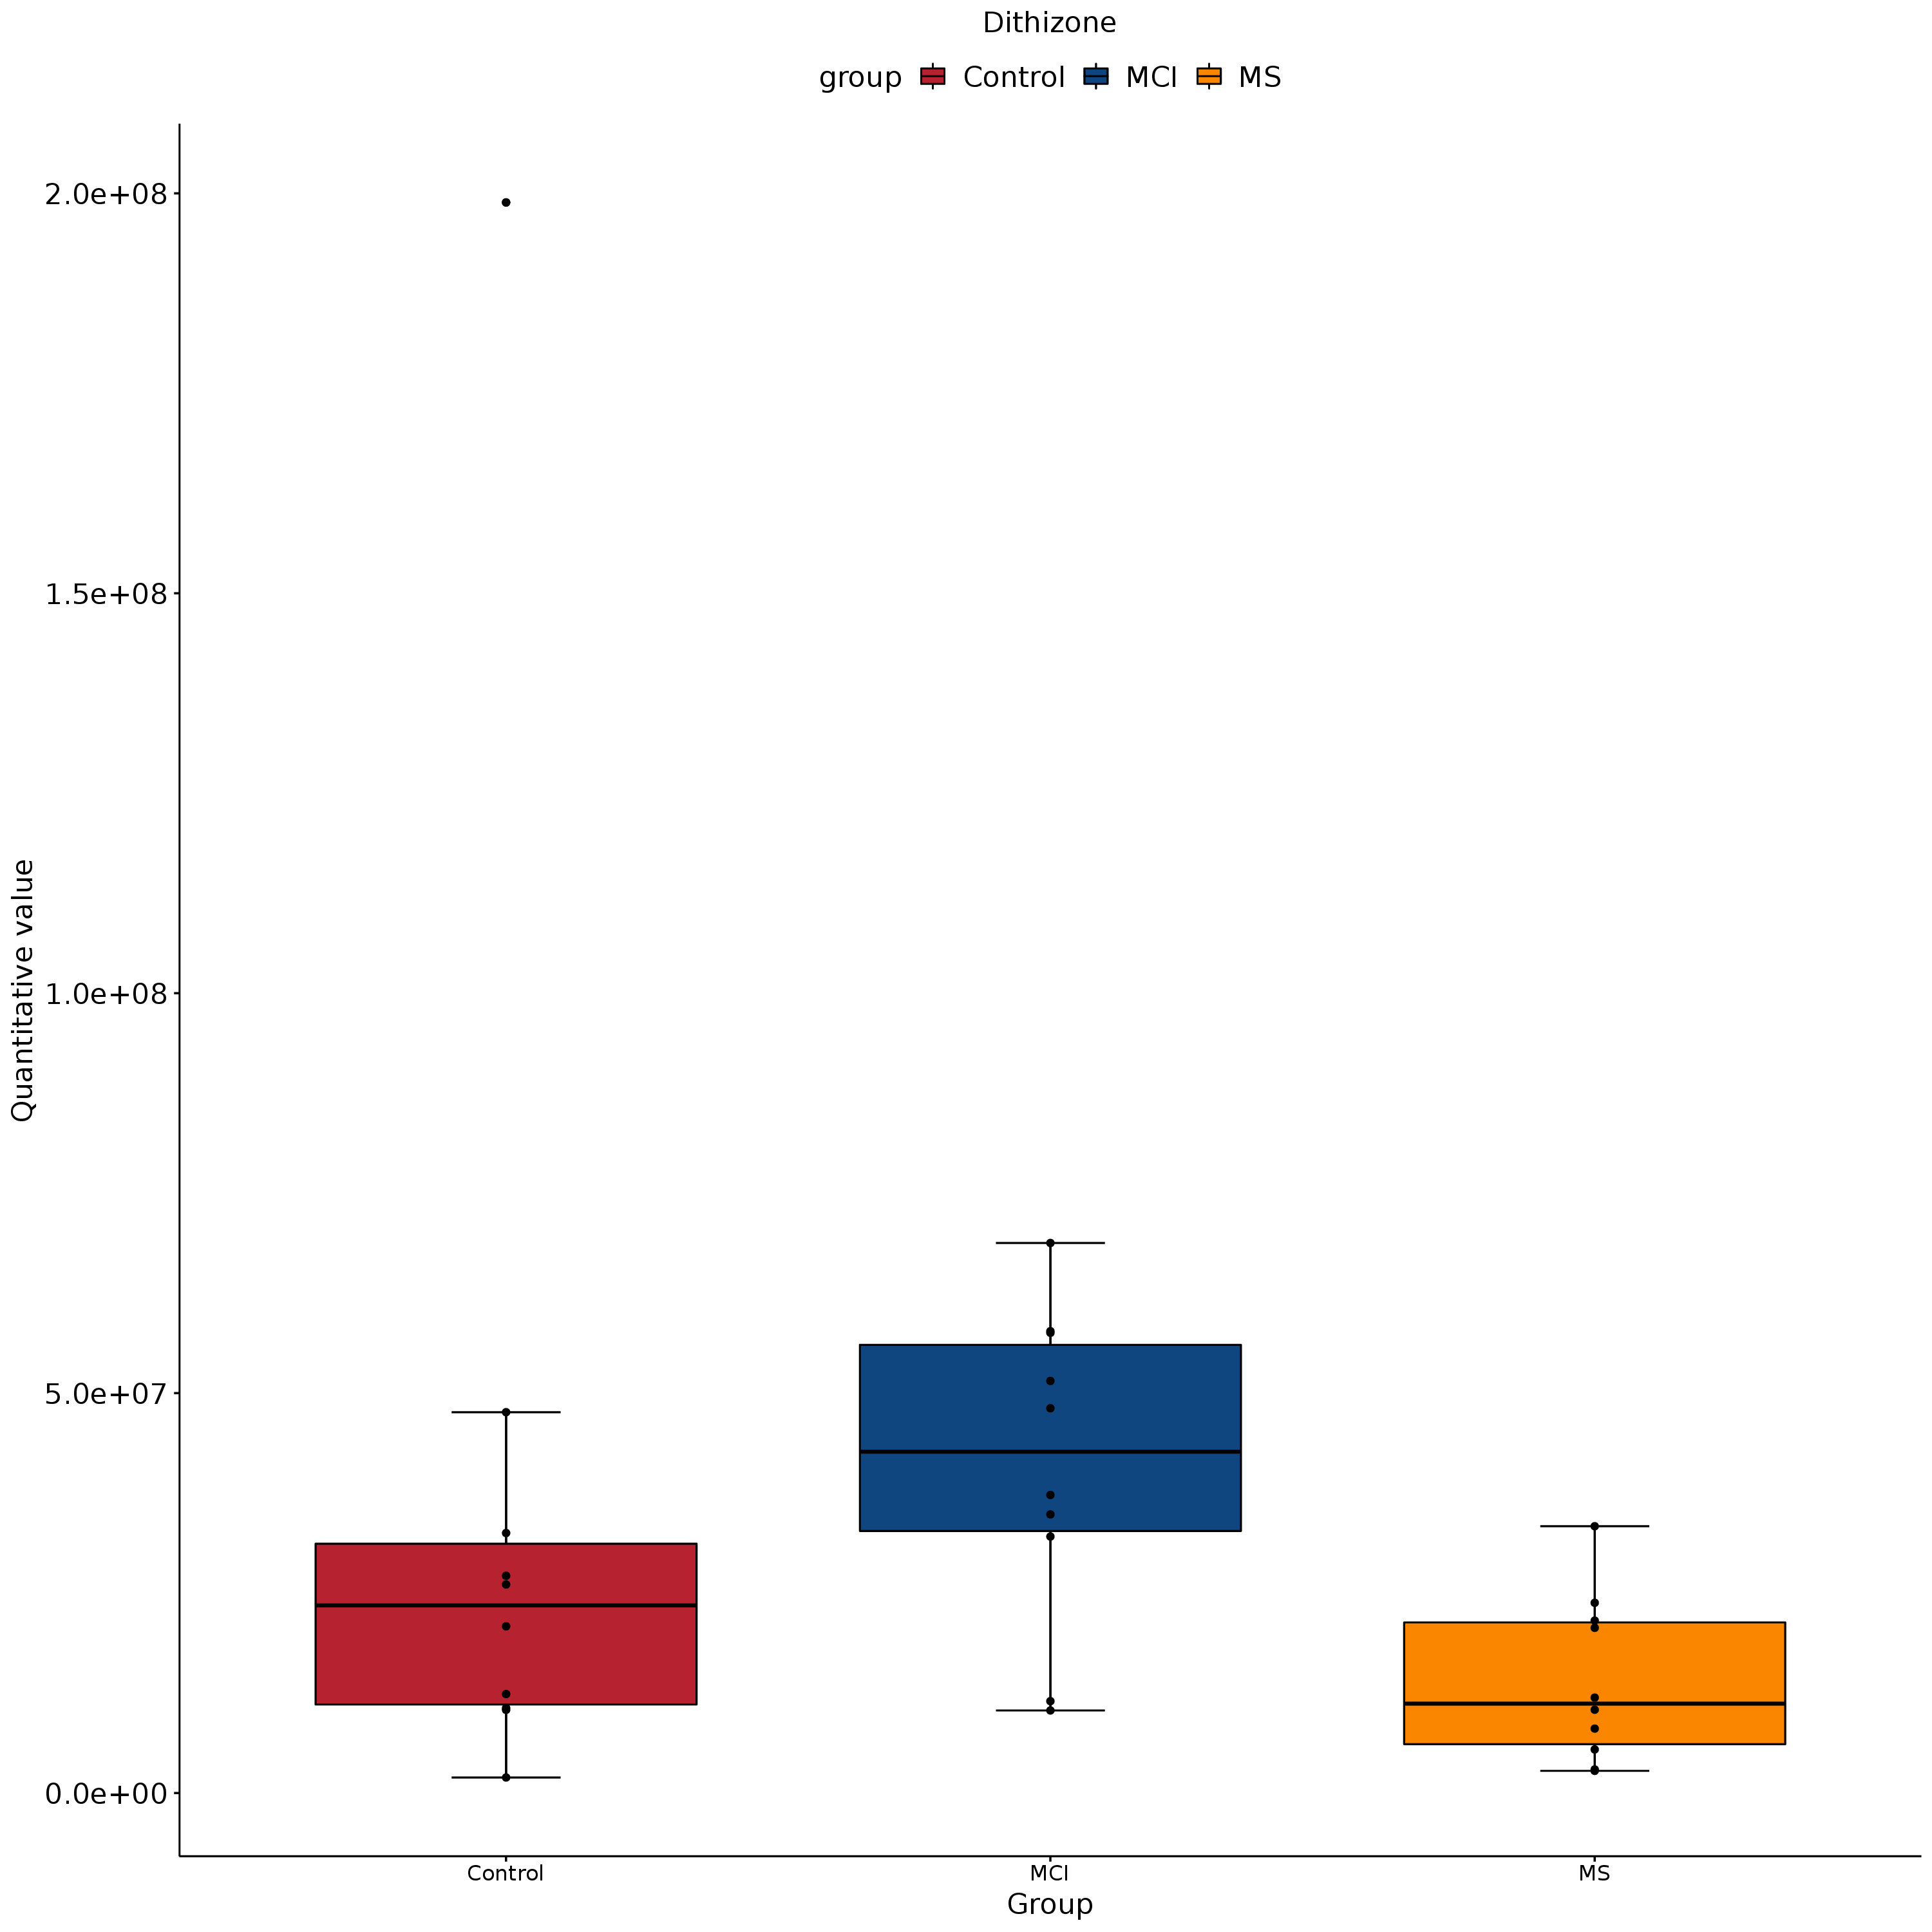 Dithizone
group Control MCI MS
2.0e+08
1.5e+08
1.0e+08
5.0e+07
0.0e+00
Quantitative value
Control MCI MS
Group